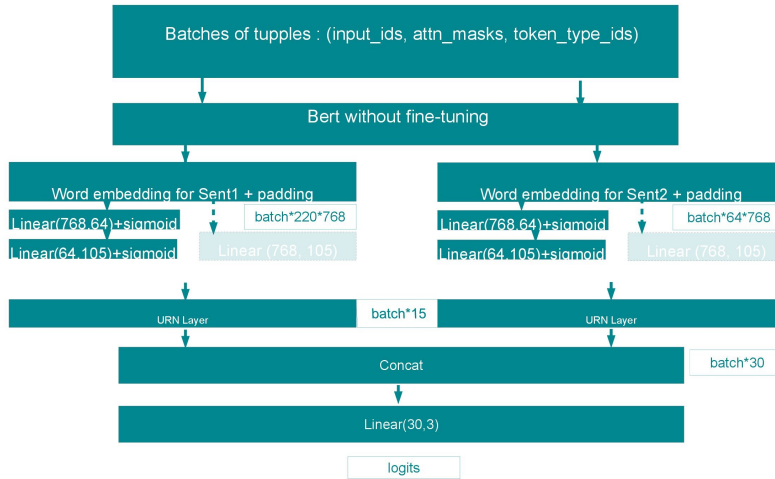 Batches of tupples : (input_ids, attn_masks, token_type_ids)
Bert without fine-tuning
Word embedding for Sent1 + padding
Word embedding for Sent2 + padding
Linear(768,64)+sigmoid
batch*220*768
Linear(768,64)+sigmoid
batch*64*768
Linear(64,105)+sigmoid
Linear (768, 105)
Linear(64,105)+sigmoid
Linear (768, 105)
URN Layer
batch*15
URN Layer
Concat
batch*30
Linear(30,3)
logits